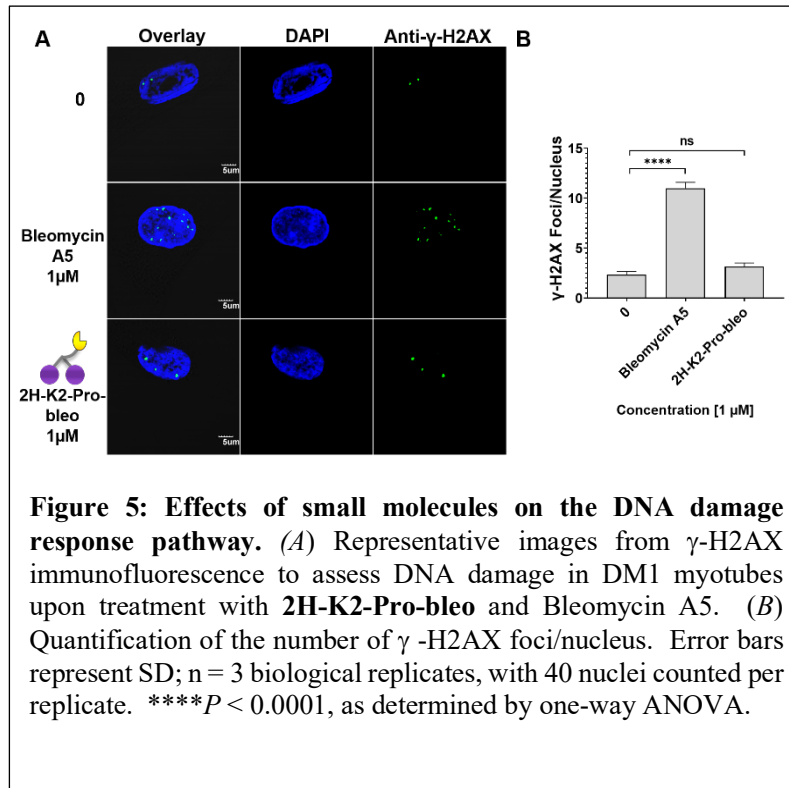 A
Overlay
DAPI
Anti-γ-H2AX
0
5um
Bleomycin
A5
1μM
5um
2H-K2-Pro-
bleo
1μM
5um
B
γ-H2AX Foci/Nucleus
15
10
5
0
ns
****
0
Bleomycin A5
2H-K2-Pro-bleo
Concentration [1 μM]
Figure 5: Effects of small molecules on the DNA damage
response pathway. (A) Representative images from γ-H2AX
immunofluorescence to assess DNA damage in DM1 myotubes
upon treatment with 2H-K2-Pro-bleo and Bleomycin A5. (B)
Quantification of the number of γ -H2AX foci/nucleus. Error bars
represent SD; n = 3 biological replicates, with 40 nuclei counted per
replicate. ****P < 0.0001, as determined by one-way ANOVA.